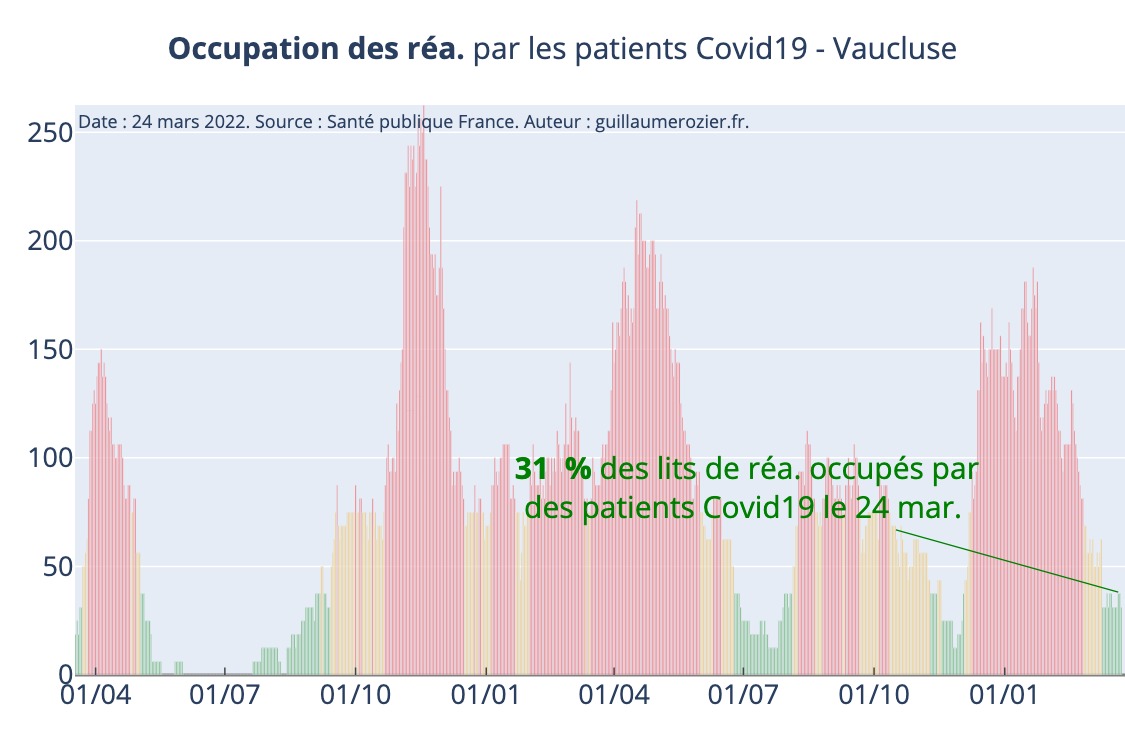 Occupation des réa. par les patients Covid19 - Vaucluse
Date : 24 mars 2022. Source : Santé publique France. Auteur : guillaumerozier.fr.
250
200
150
100
50
0
31 % des lits de réa. occupés par
des patients Covid19 le 24 mar.
01/04 01/07 01/10 01/01 01/04 01/07 01/10 01/01